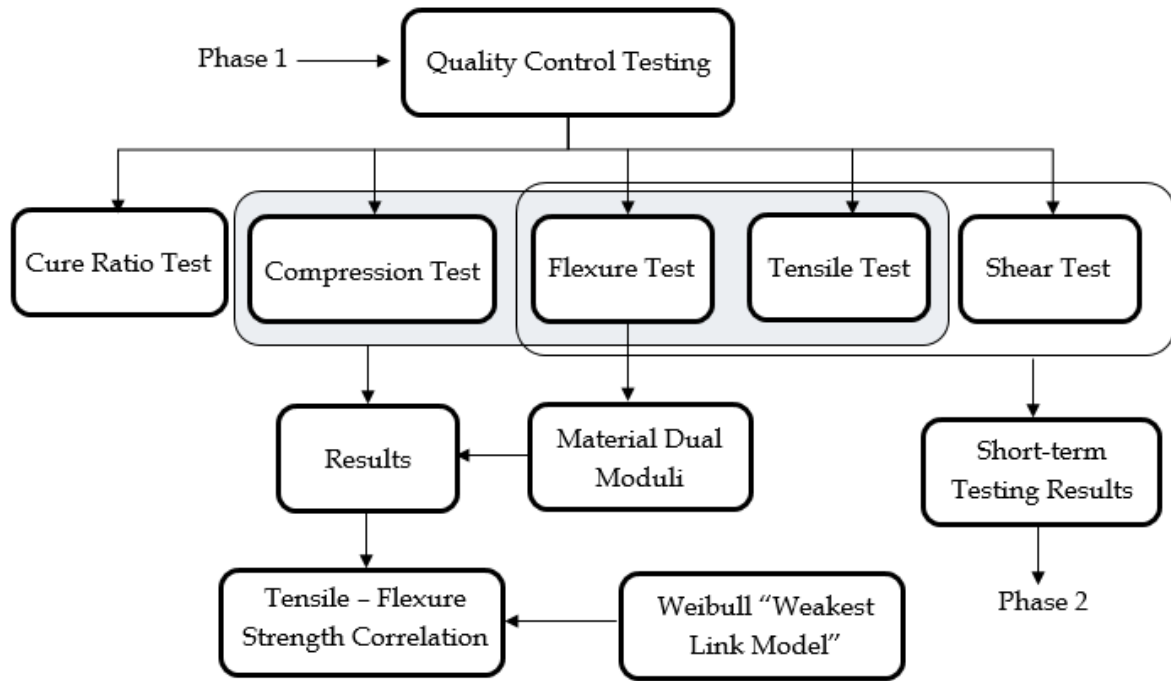 Phase 1
Quality Control Testing
Cure Ratio Test
Compression Test
Flexure Test
Tensile Test
Shear Test
Results
Material Dual
Moduli
Short-term
Testing Results
Tensile – Flexure
Strength Correlation
Weibull “Weakest
Link Model”
Phase 2